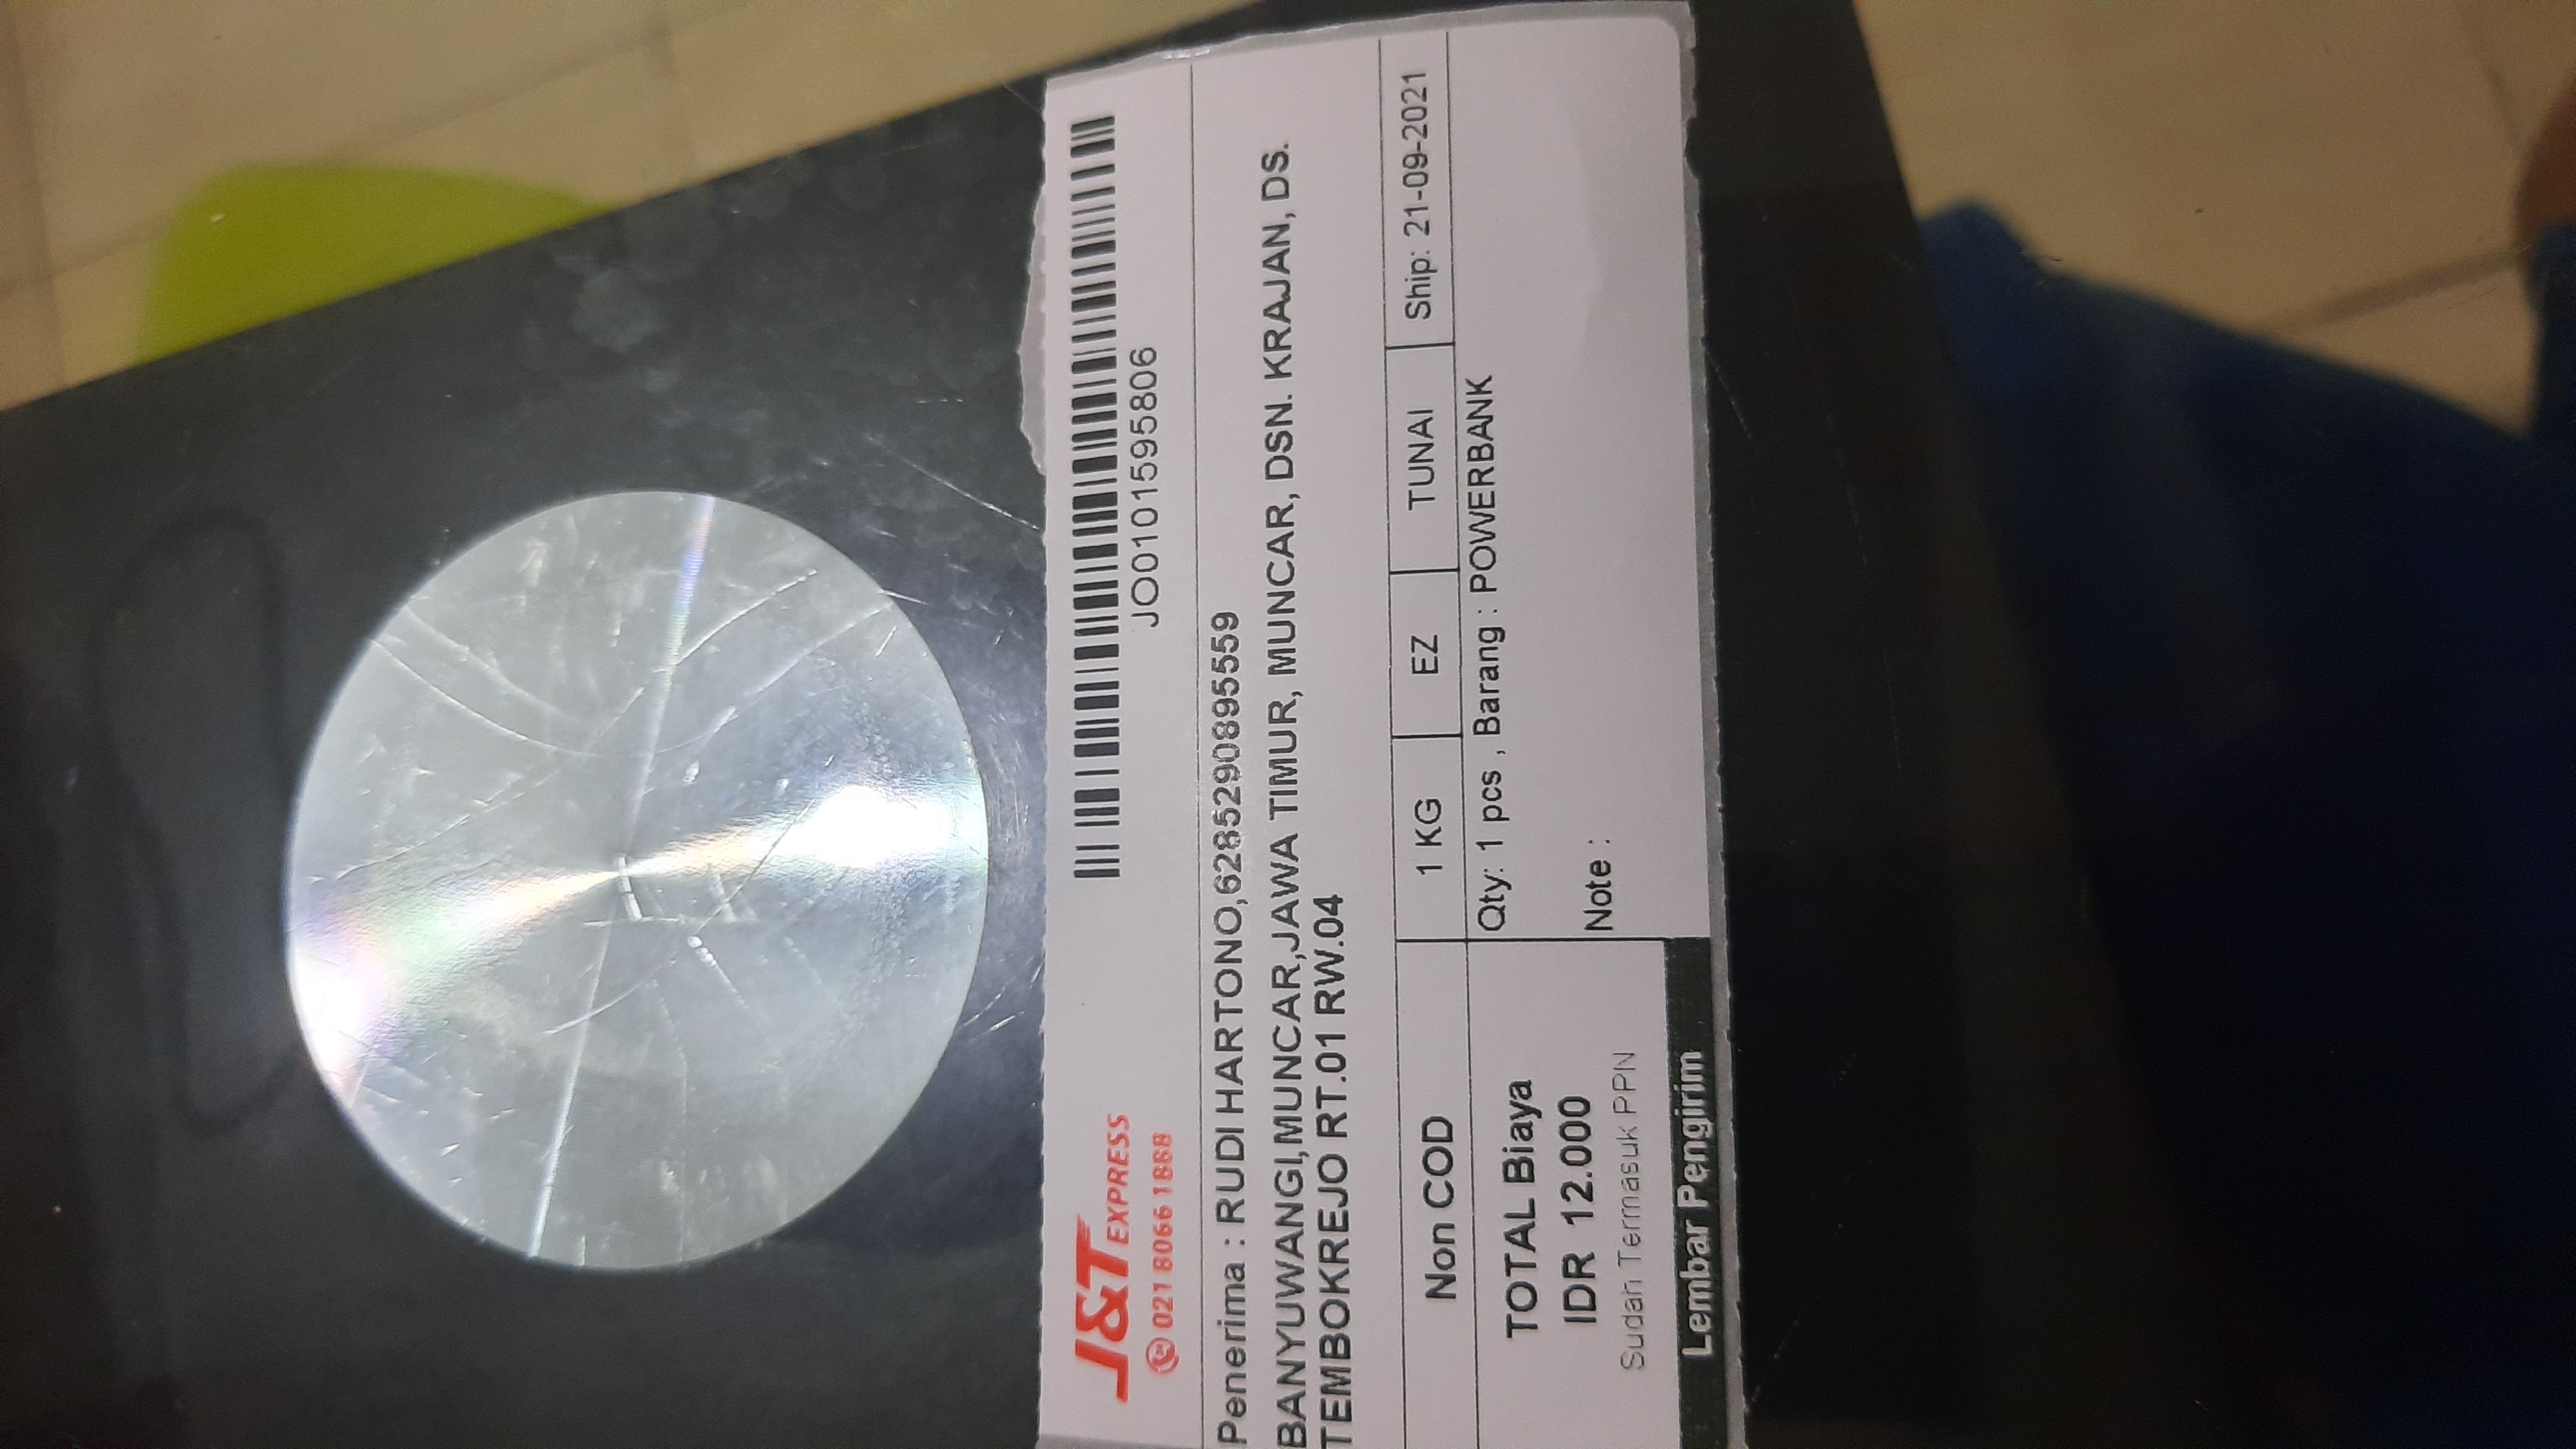 J&T EXPRESS
021 8066 1888
JO0101595806
Penerima : RUDI HARTONO,6285290895559
BANYUWANGI,MUNCAR,JAWA TIMUR, MUNCAR, DSN. KRAJAN, DS.
TEMBOKREJO RT.01 RW.04
Non COD
1 KG
EZ
TUNAI
Ship: 21-09-2021
TOTAL Biaya
IDR 12.000
Sudah Termasuk PPN
Lembar Pengirim
Qty: 1 pcs , Barang : POWERBANK
Note :